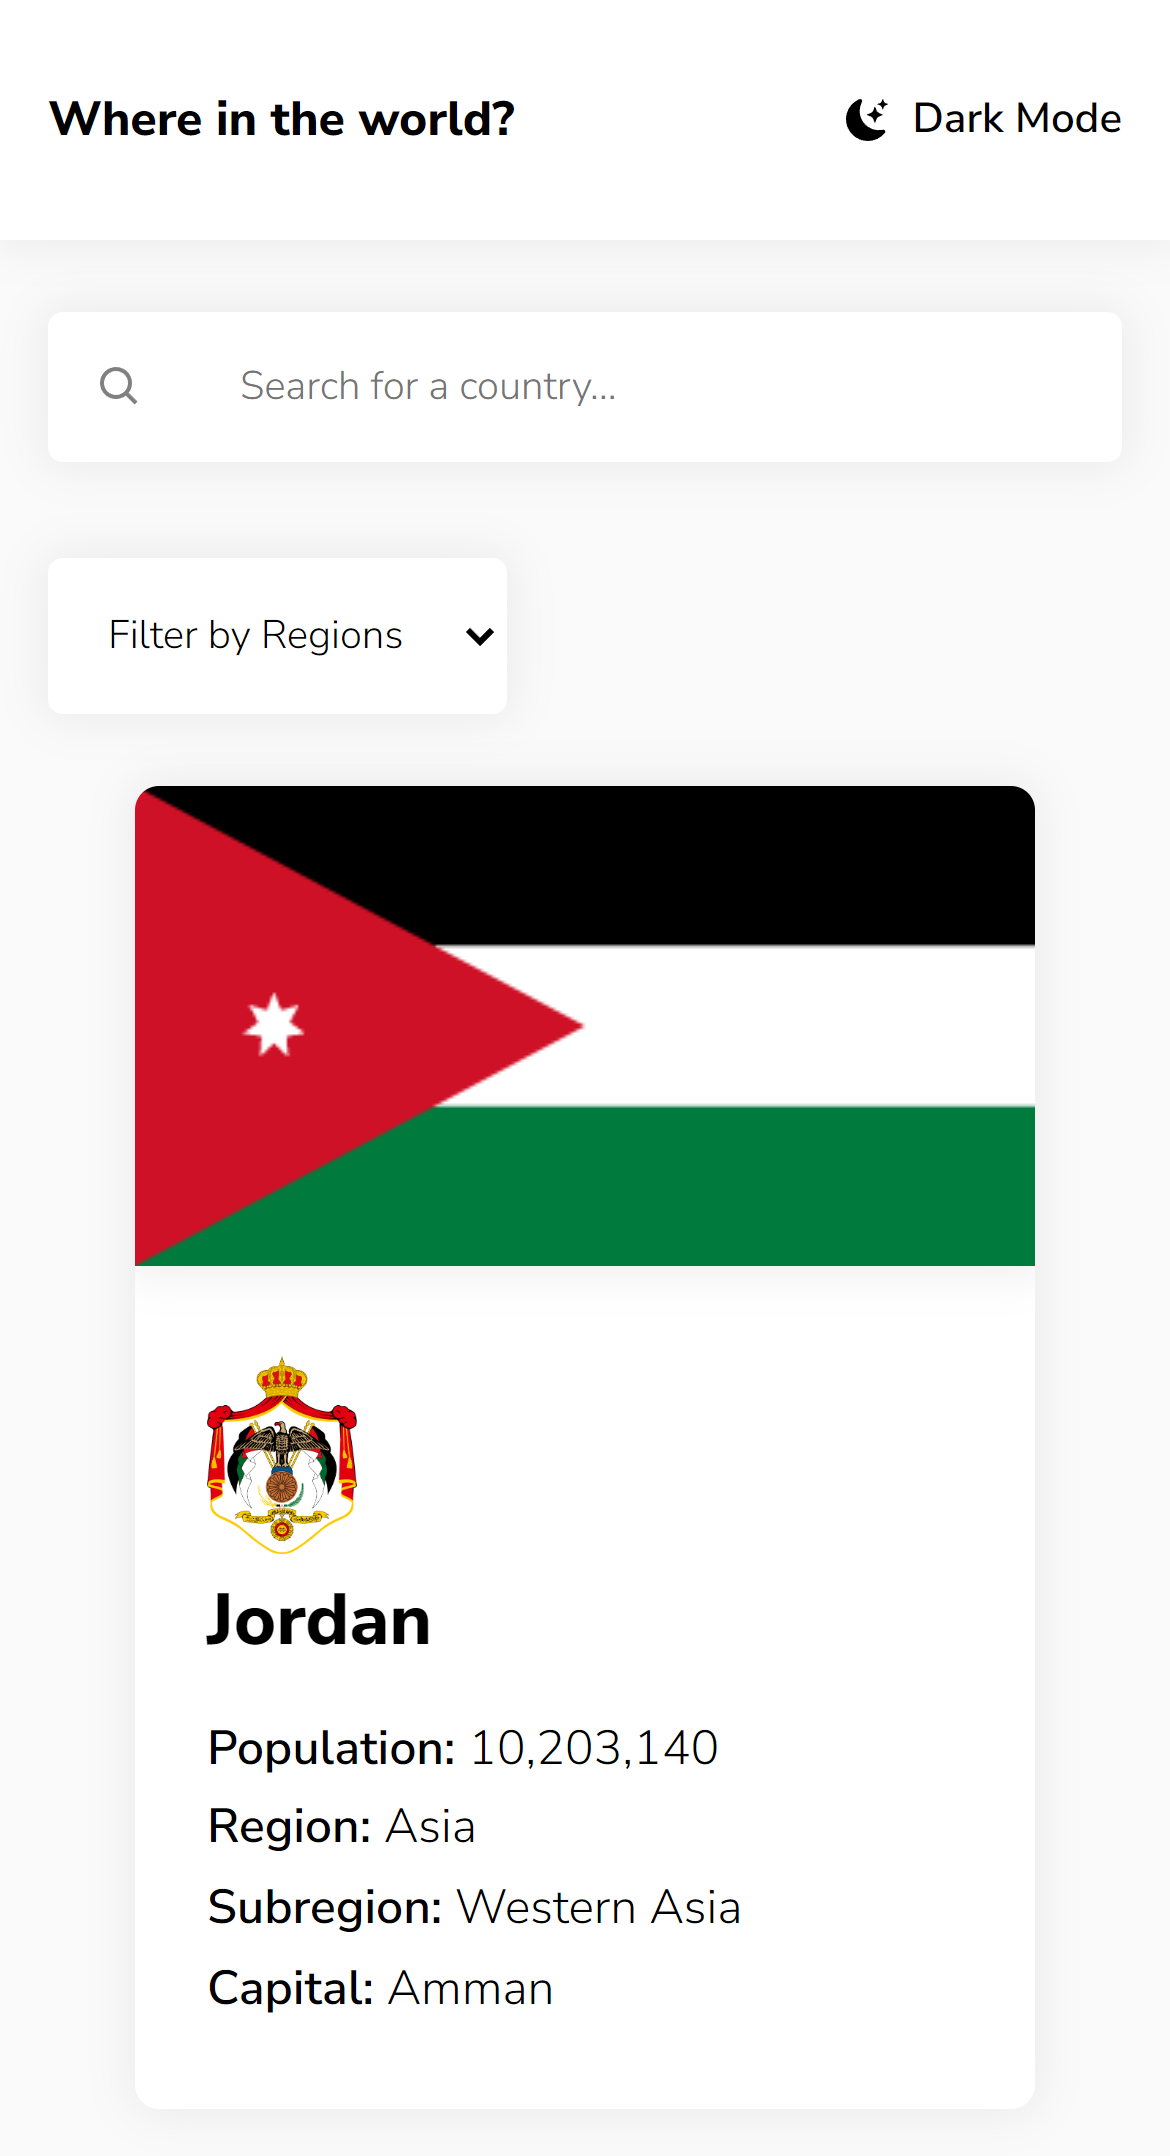 Where in the world?
Dark Mode
Search for a country...
Filter by Regions
Jordan
Population: 10,203,140
Region: Asia
Subregion: Western Asia
Capital: Amman